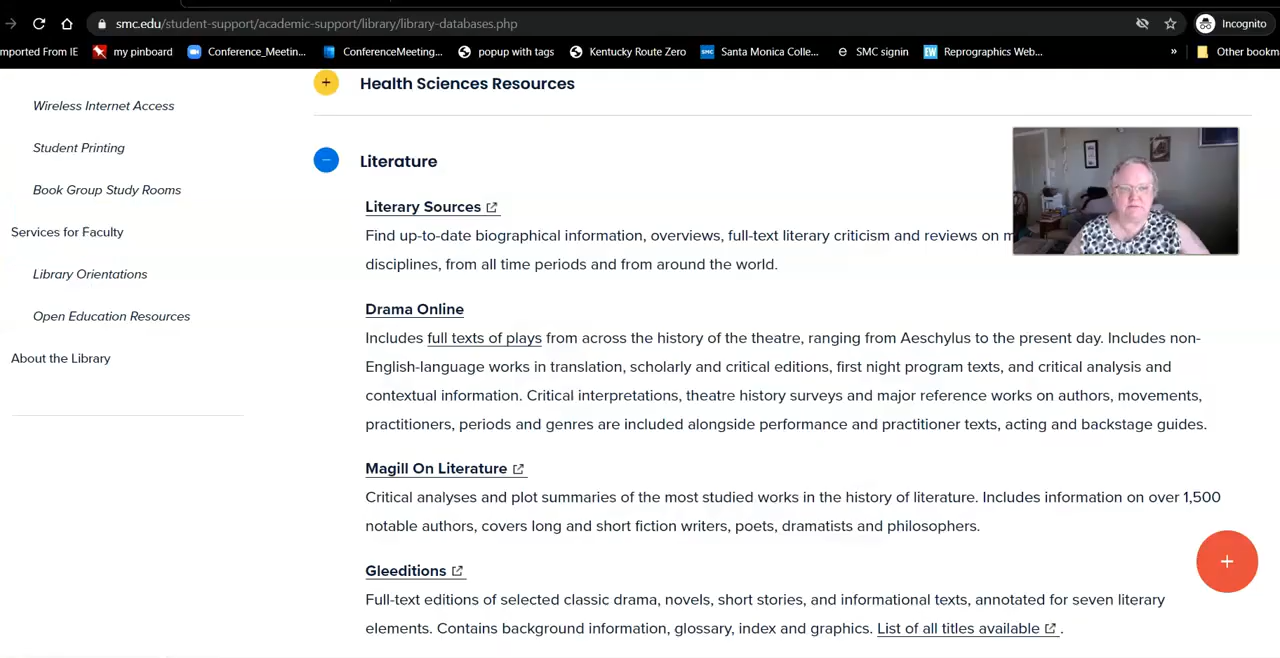 smc.edu/student-support/academic-support/library/library-databases.php
Incognito
mported From IE
my pinboard
Conference_Meetin...
ConferenceMeeting...
popup with tags
Kentucky Route Zero
Santa Monica Colle...
SMC signin
Reprographics Web...
»
Other bookm
Wireless Internet Access
Student Printing
Book Group Study Rooms
Services for Faculty
Library Orientations
Open Education Resources
About the Library
+ Health Sciences Resources
− Literature
Literary Sources
Find up-to-date biographical information, overviews, full-text literary criticism and reviews on m
disciplines, from all time periods and from around the world.
Drama Online
Includes full texts of plays from across the history of the theatre, ranging from Aeschylus to the present day. Includes non-
English-language works in translation, scholarly and critical editions, first night program texts, and critical analysis and
contextual information. Critical interpretations, theatre history surveys and major reference works on authors, movements,
practitioners, periods and genres are included alongside performance and practitioner texts, acting and backstage guides.
Magill On Literature
Critical analyses and plot summaries of the most studied works in the history of literature. Includes information on over 1,500
notable authors, covers long and short fiction writers, poets, dramatists and philosophers.
Gleeditions
Full-text editions of selected classic drama, novels, short stories, and informational texts, annotated for seven literary
elements. Contains background information, glossary, index and graphics. List of all titles available.
+